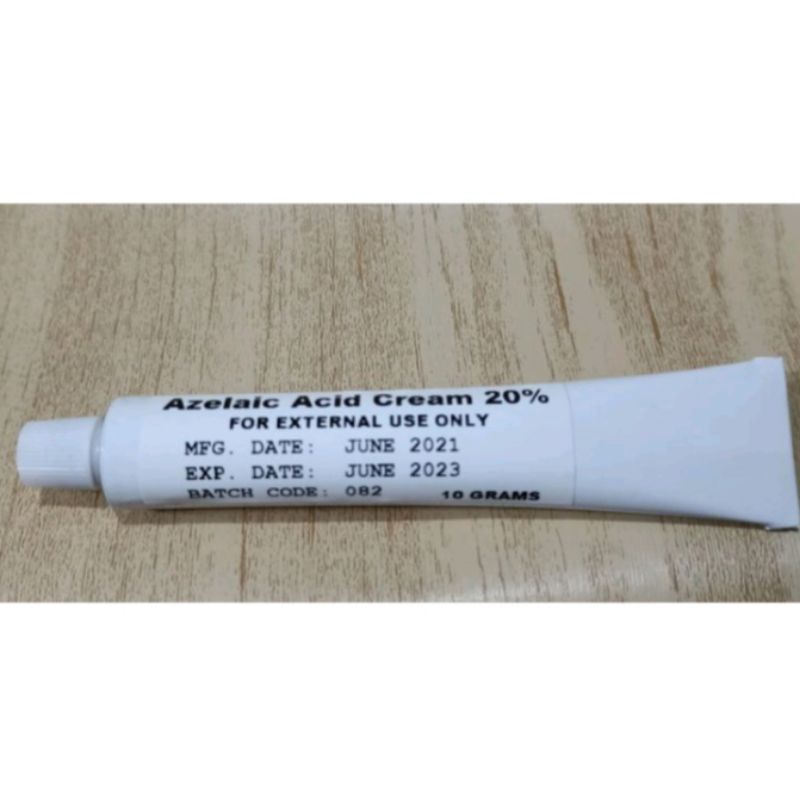 Azelaic Acid Cream 20%
FOR EXTERNAL USE ONLY
MFG. DATE: JUNE 2021
EXP. DATE: JUNE 2023
BATCH CODE: 082 10 GRAMS